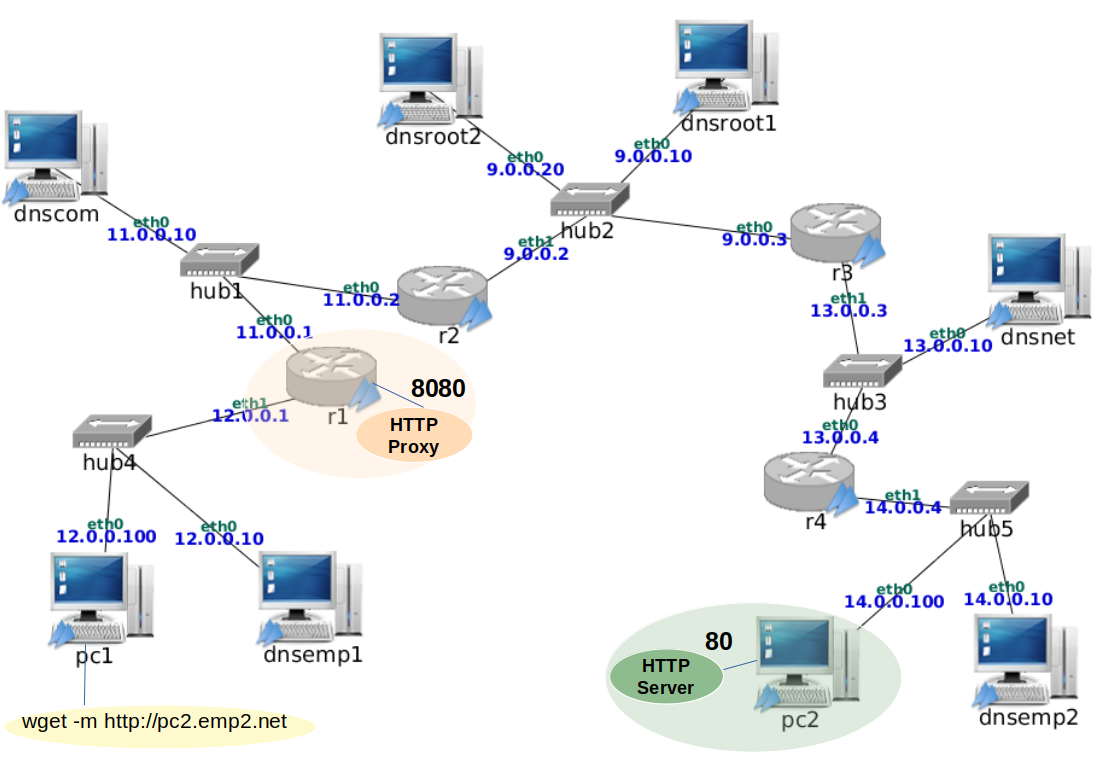 dnsroot2
eth0
9.0.0.20
dnsroot1
eth0
9.0.0.10
dnscom
eth0
11.0.0.10
hub1
eth0
11.0.0.2
eth1
9.0.0.2
hub2
eth0
9.0.0.3
r3
eth1
13.0.0.3
dnsnet
eth0
13.0.0.10
r2
eth0
11.0.0.1
r1
8080
HTTP
Proxy
eth1
12.0.0.1
hub3
eth0
13.0.0.4
hub4
r4
eth1
14.0.0.4
hub5
eth0
12.0.0.100
eth0
12.0.0.10
pc1
dnsemp1
eth0
14.0.0.100
eth0
14.0.0.10
80
HTTP
Server
pc2
dnsemp2
wget -m http://pc2.emp2.net